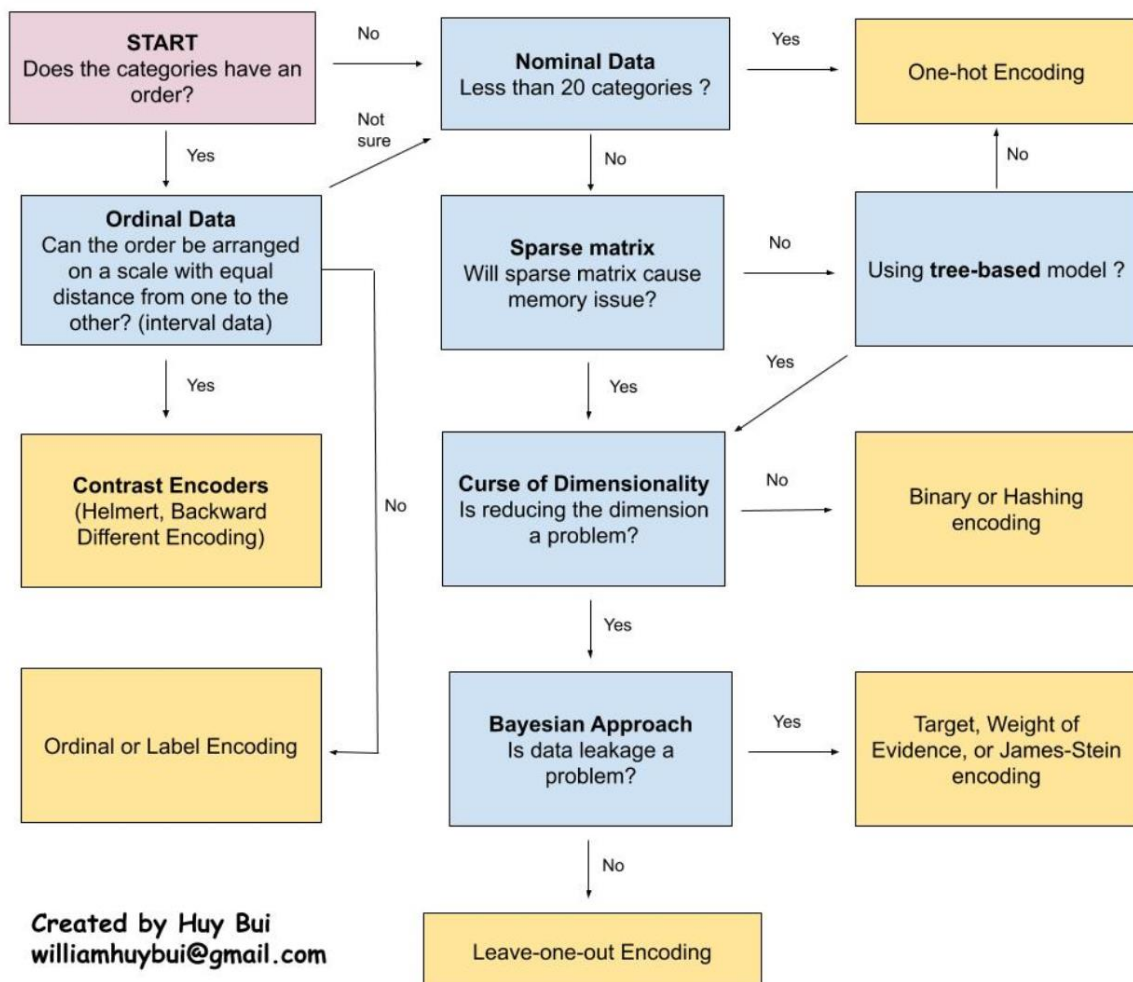 START
Does the categories have an
order?
No
Nominal Data
Less than 20 categories ?
Yes
One-hot Encoding
Not
sure
Yes
No
No
Ordinal Data
Can the order be arranged
on a scale with equal
distance from one to the
other? (interval data)
Sparse matrix
Will sparse matrix cause
memory issue?
No
Using tree-based model ?
Yes
Yes
Yes
Contrast Encoders
(Helmert, Backward
Different Encoding)
No
Curse of Dimensionality
Is reducing the dimension
a problem?
No
Binary or Hashing
encoding
Yes
Ordinal or Label Encoding
Bayesian Approach
Is data leakage a
problem?
Yes
Target, Weight of
Evidence, or James-Stein
encoding
No
Created by Huy Bui
williamhuybui@gmail.com
Leave-one-out Encoding